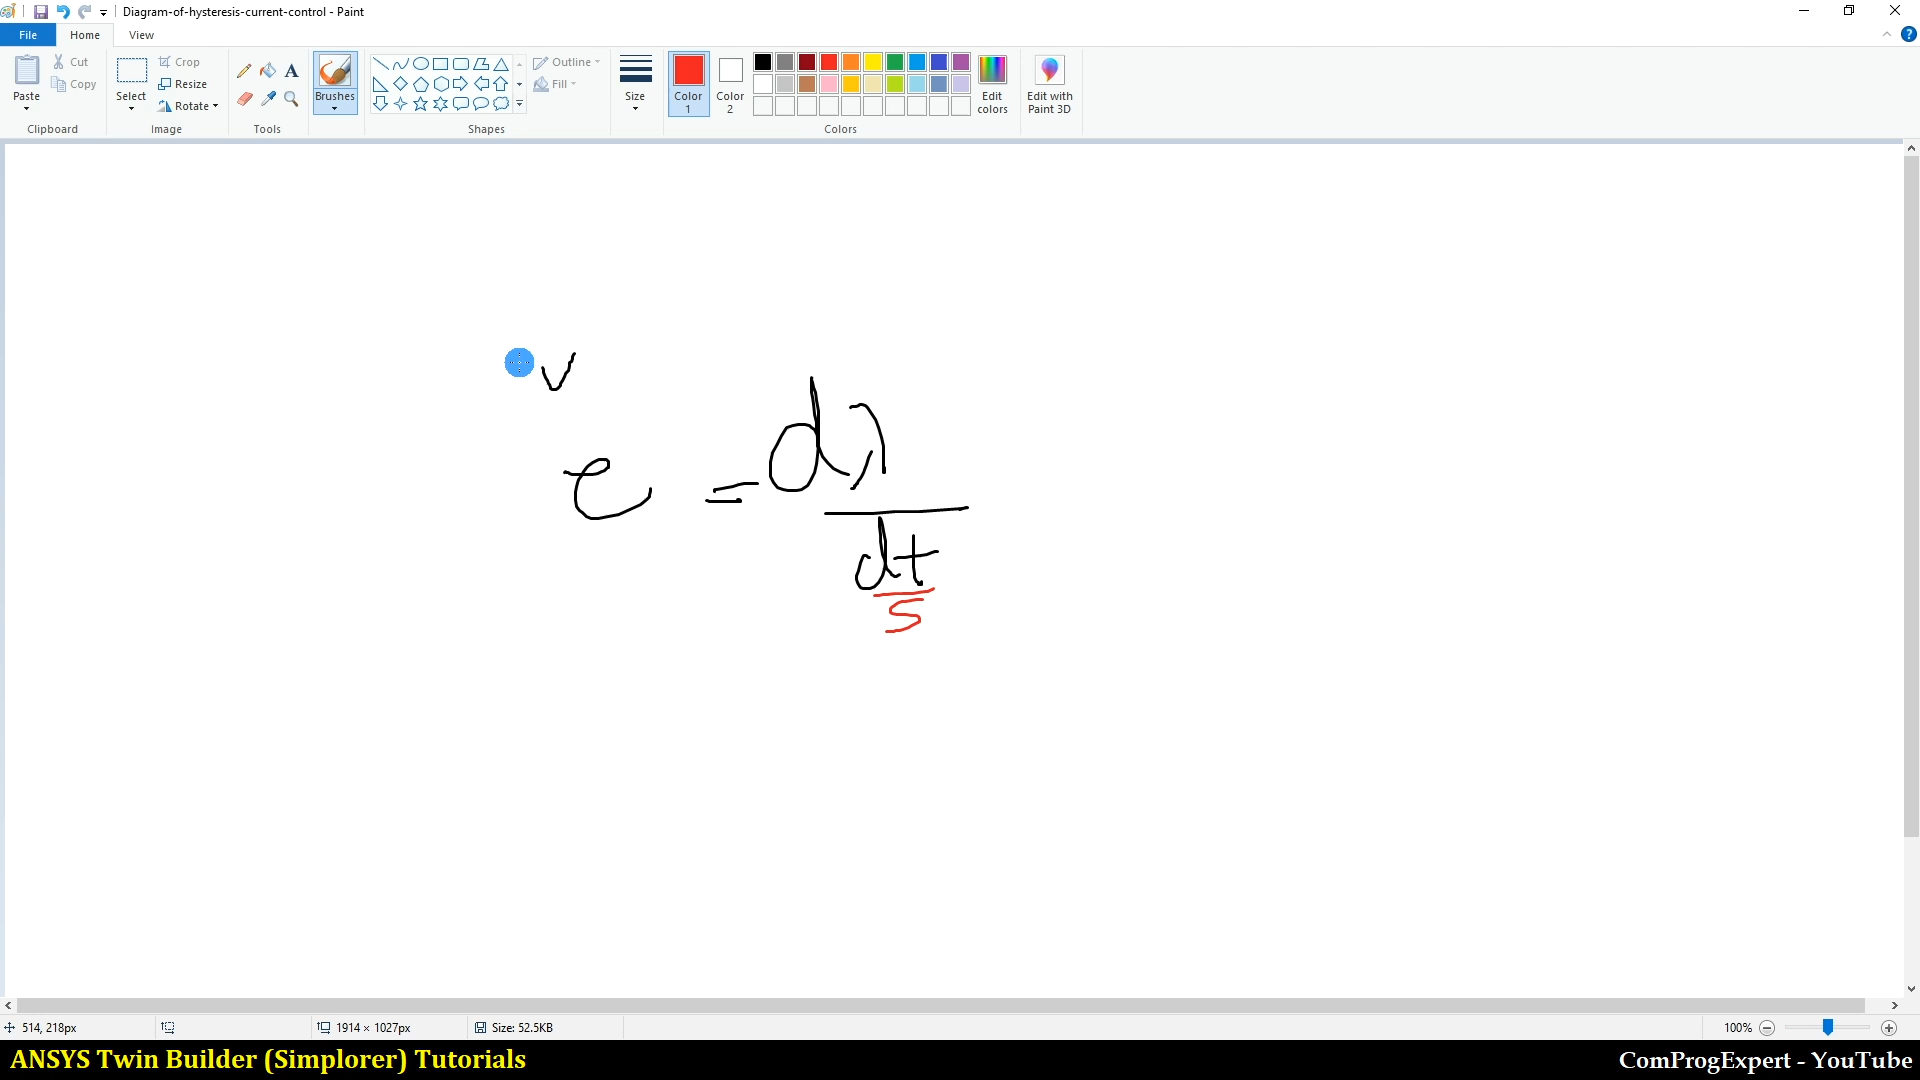 Diagram-of-hysteresis-current-control - Paint
File Home View
Paste Cut Copy Clipboard
Select Crop Resize Rotate Image
A Tools
Brushes
Outline Fill Shapes
Size
Color 1 Color 2 Edit colors Colors
Edit with Paint 3D
?
v
e = dλ
dt
S
514, 218px 1914 × 1027px Size: 52.5KB 100%
ANSYS Twin Builder (Simplorer) Tutorials ComProgExpert - YouTube